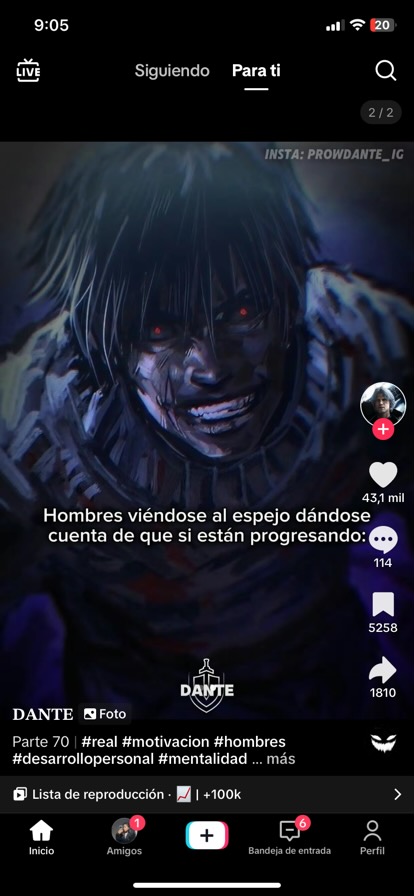 9:05
20
LIVE
Siguiendo
Para ti
2 / 2
INSTA: PROWDANTE_IG
Hombres viéndose al espejo dándose
cuenta de que si están progresando:
43,1 mil
114
5258
1810
DANTE
DANTE
Foto
Parte 70 | #real #motivacion #hombres
#desarrollopersonal #mentalidad ... más
Lista de reproducción · 📈 | +100k
1
6
Inicio
Amigos
Bandeja de entrada
Perfil